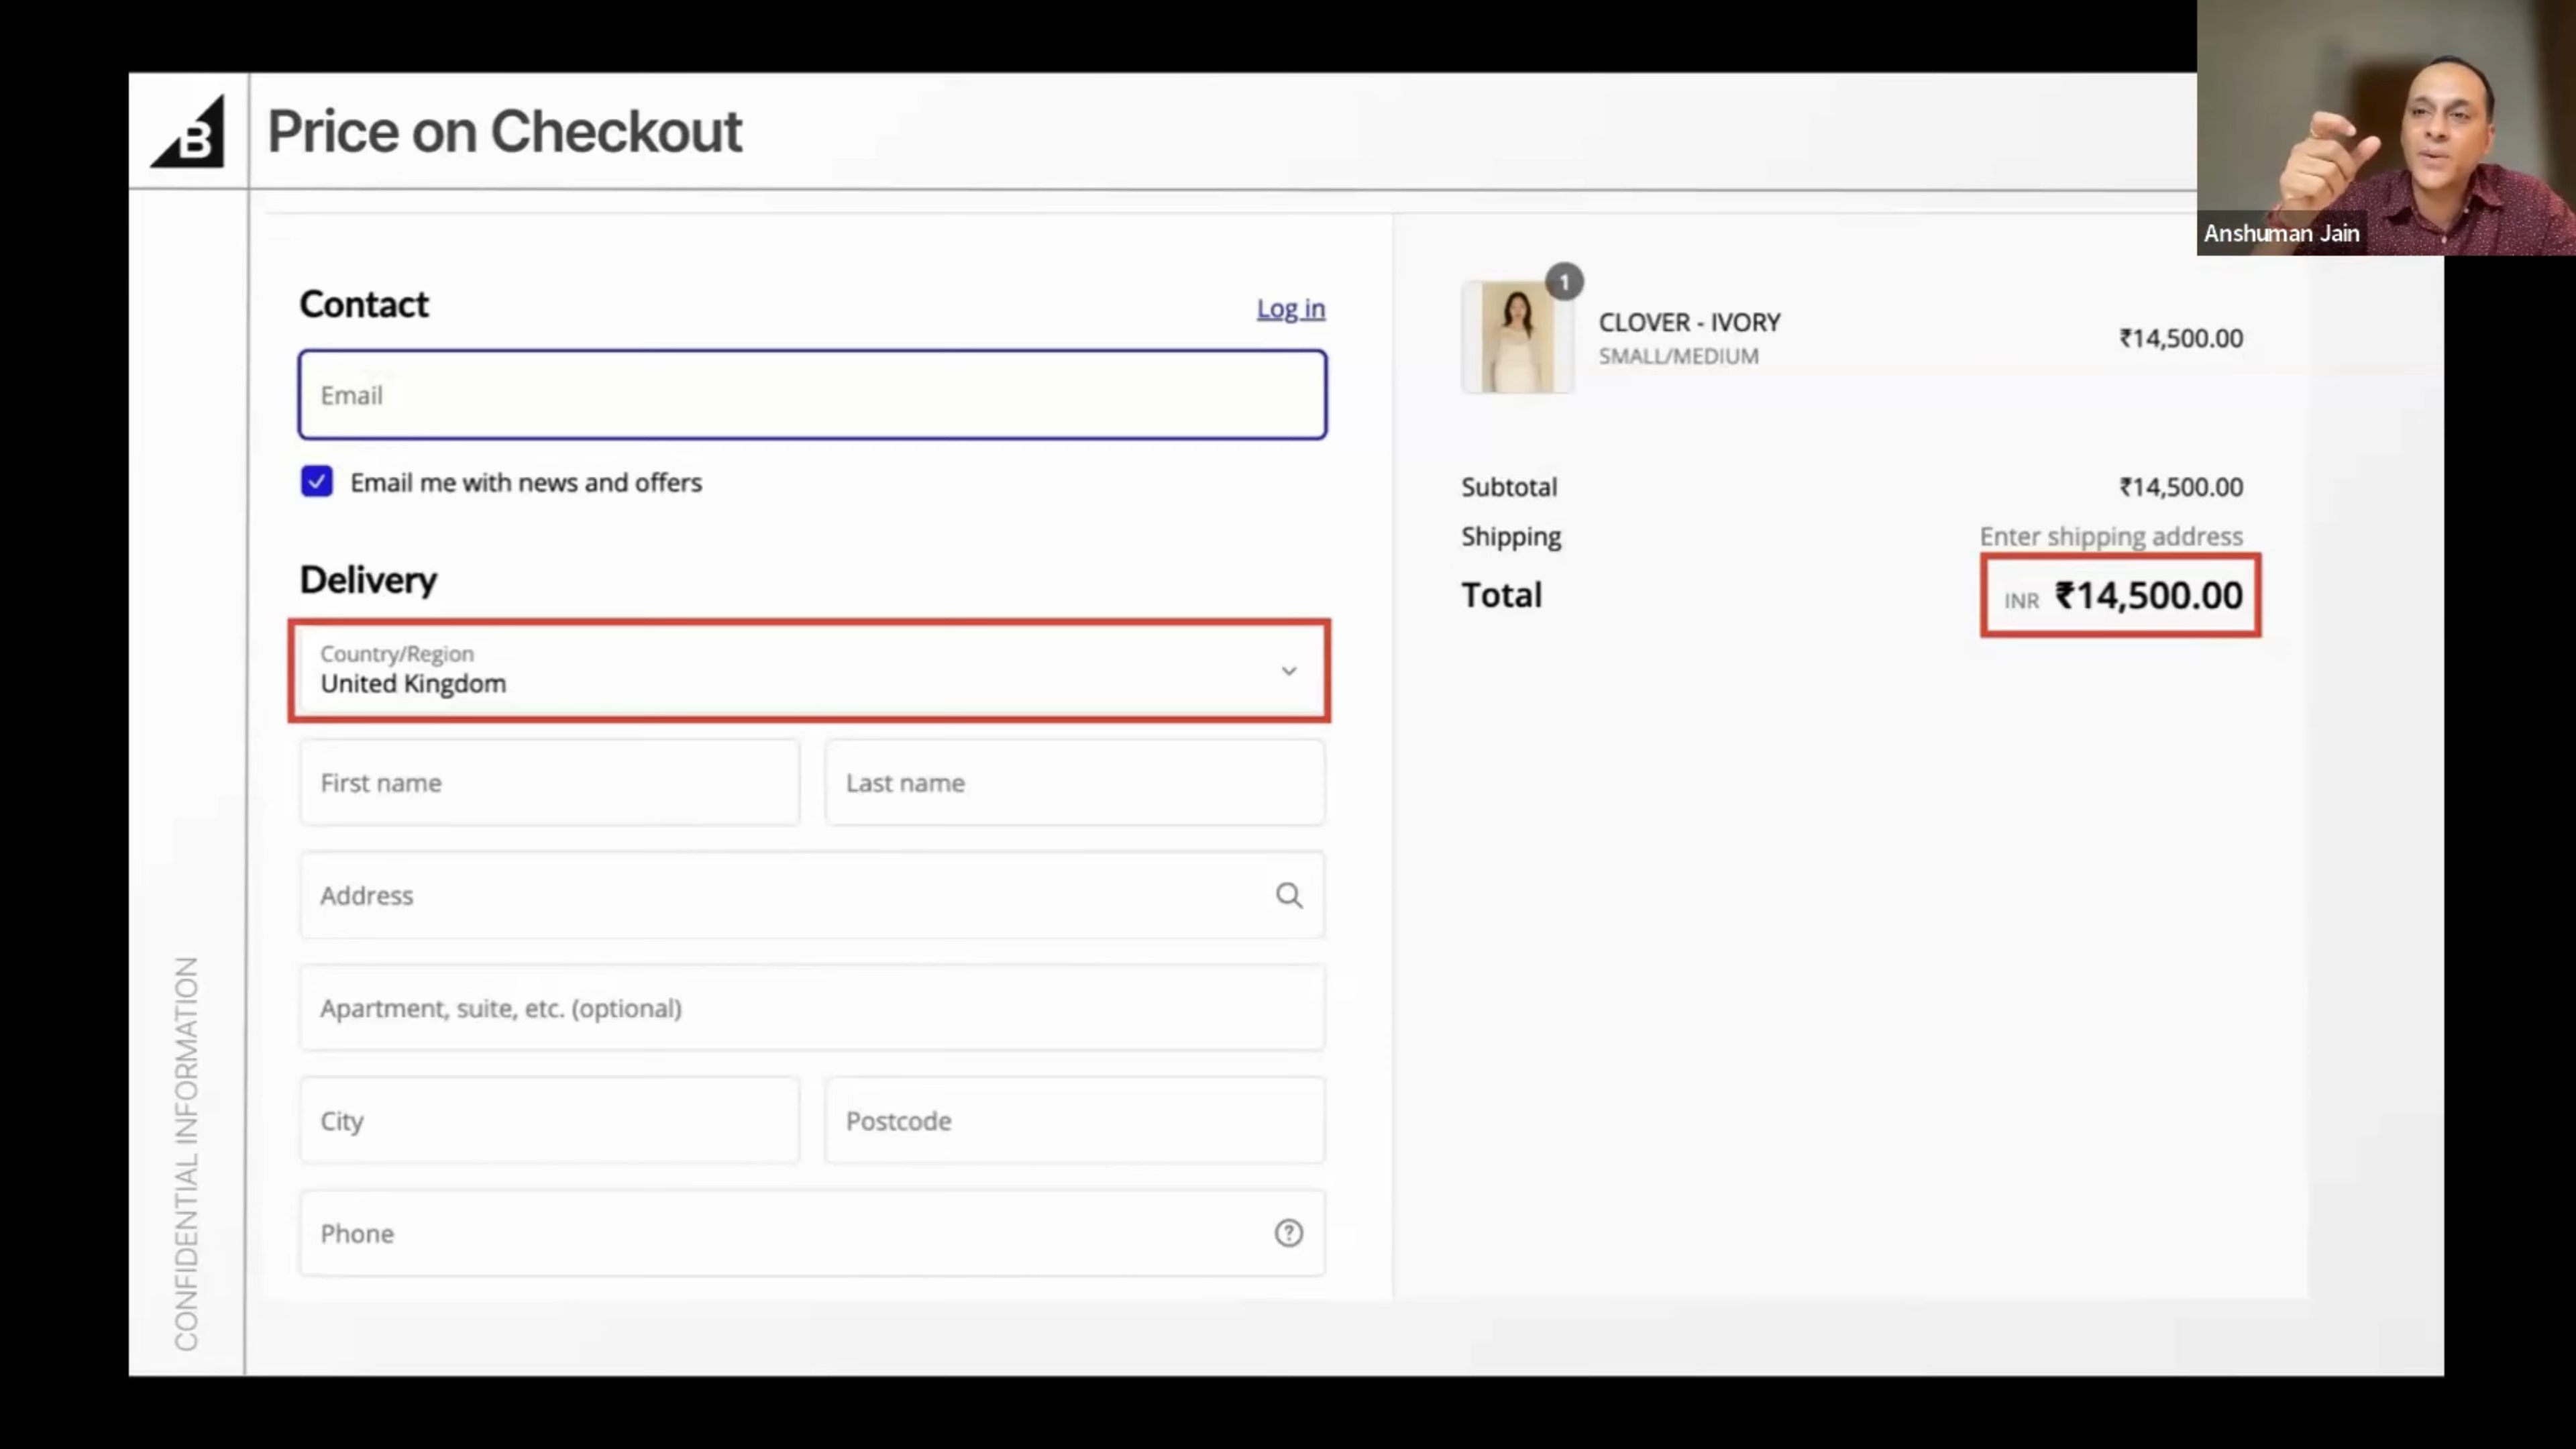 B
Price on Checkout
Anshuman Jain
Contact
Log in
Email
Email me with news and offers
Delivery
Country/Region
United Kingdom
First name
Last name
Address
Apartment, suite, etc. (optional)
City
Postcode
Phone
?
1
CLOVER - IVORY
SMALL/MEDIUM
₹14,500.00
Subtotal
₹14,500.00
Shipping
Enter shipping address
Total
INR ₹14,500.00
CONFIDENTIAL INFORMATION